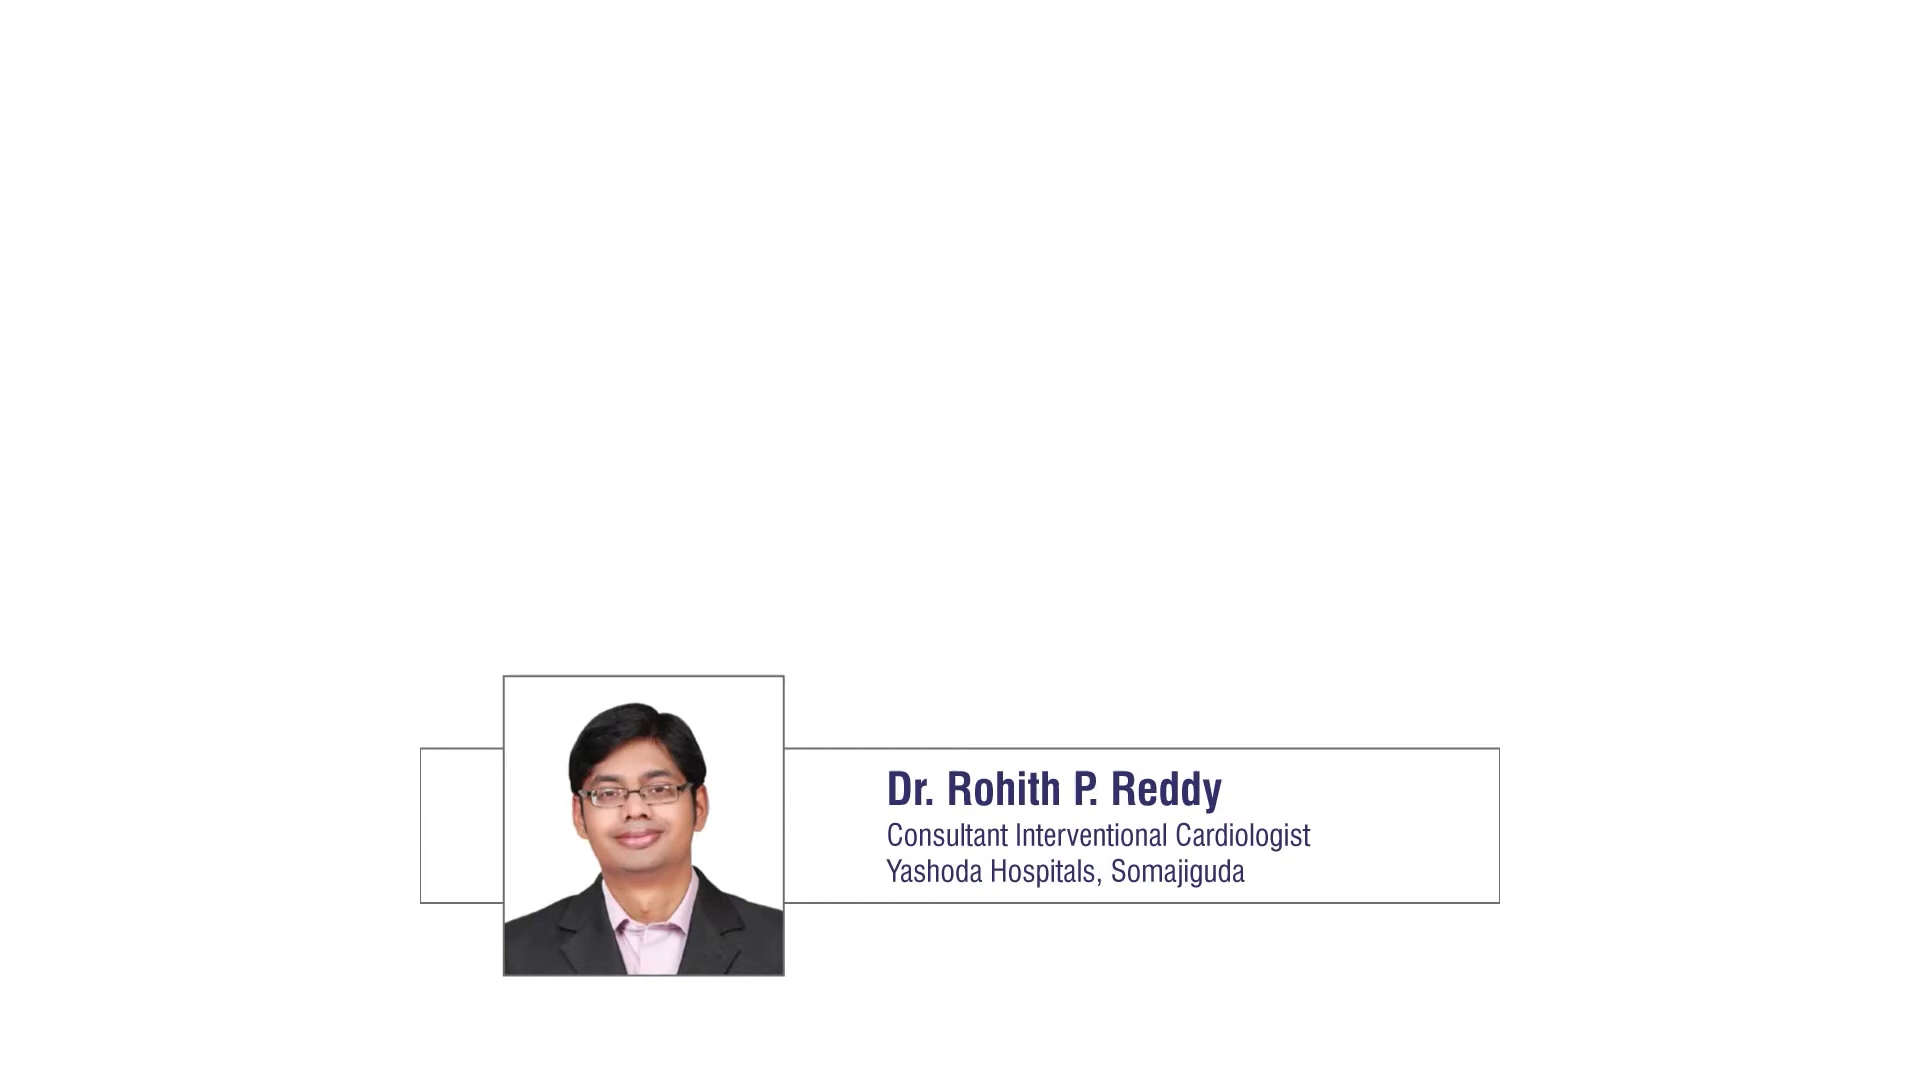 Dr. Rohith P. Reddy
Consultant Interventional Cardiologist
Yashoda Hospitals, Somajiguda